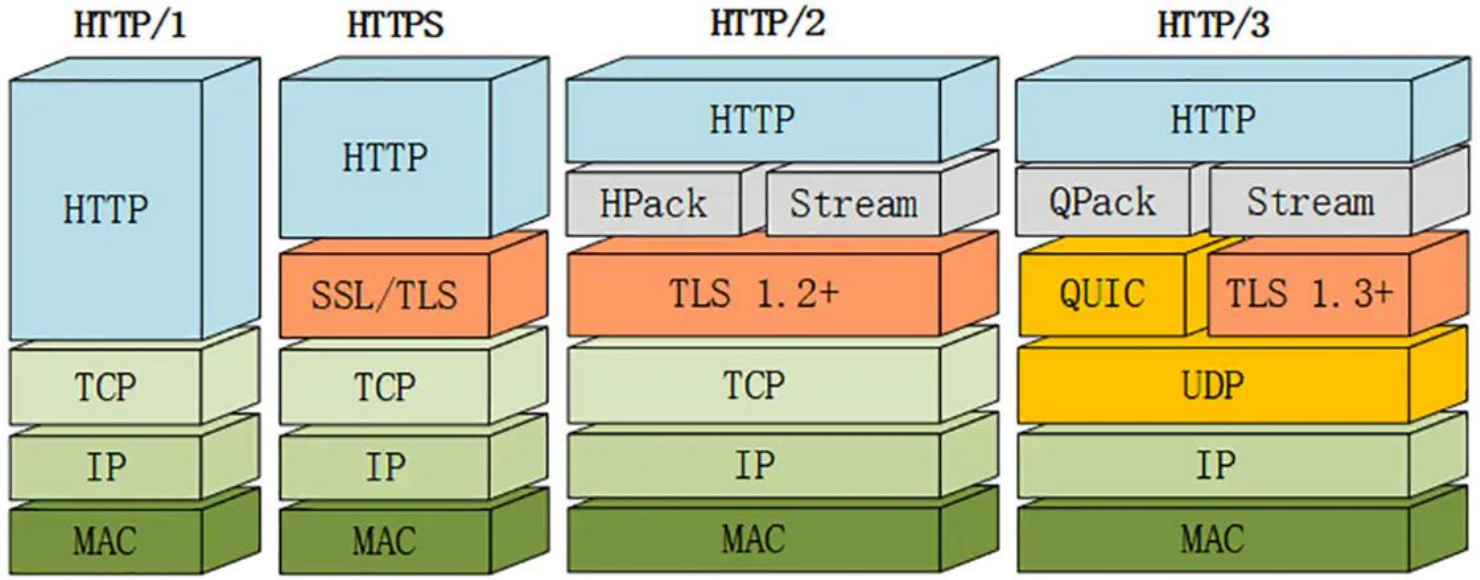 HTTP/1
HTTPS
HTTP/2
HTTP/3
HTTP
TCP
IP
MAC
HTTP
SSL/TLS
TCP
IP
MAC
HTTP
HPack
Stream
TLS 1.2+
TCP
IP
MAC
HTTP
QPack
Stream
QUIC
TLS 1.3+
UDP
IP
MAC